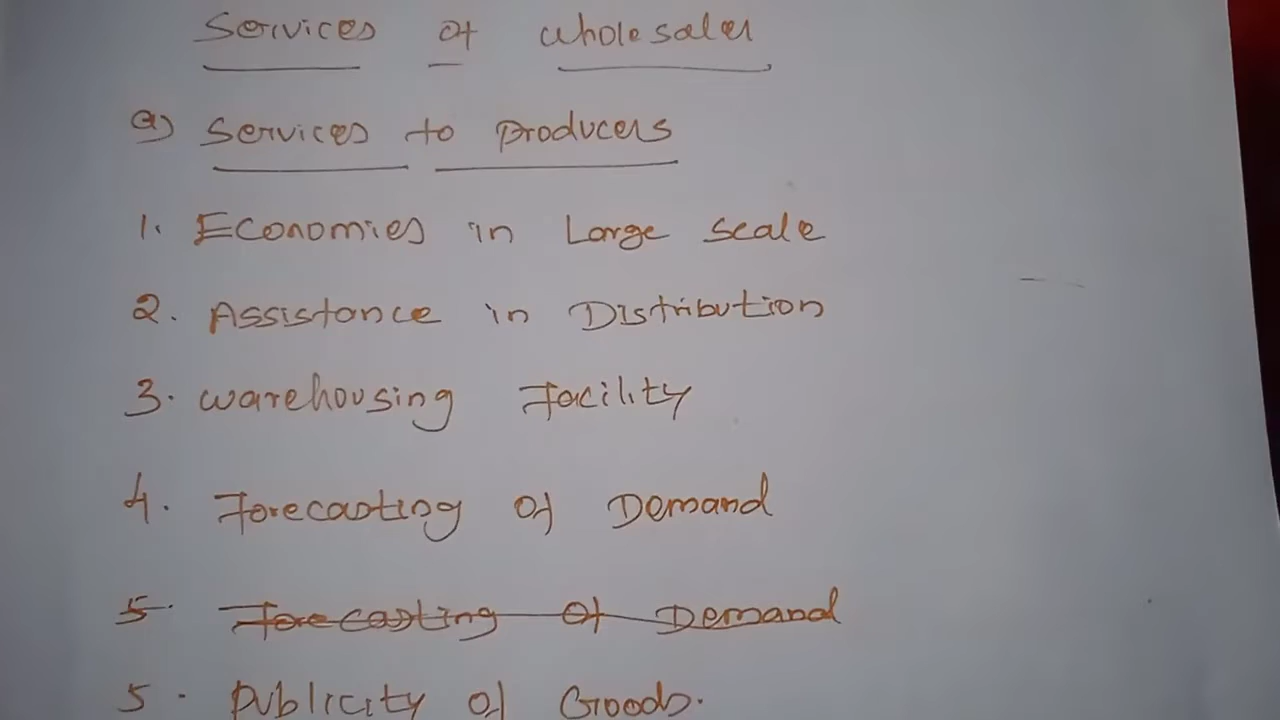 Services of wholesaler
a) Services to Producers
1. Economies in Large Scale
2. Assistance in Distribution
3. Warehousing Facility
4. Forecasting of Demand
5. Forecasting of Demand
5. Publicity of Goods.